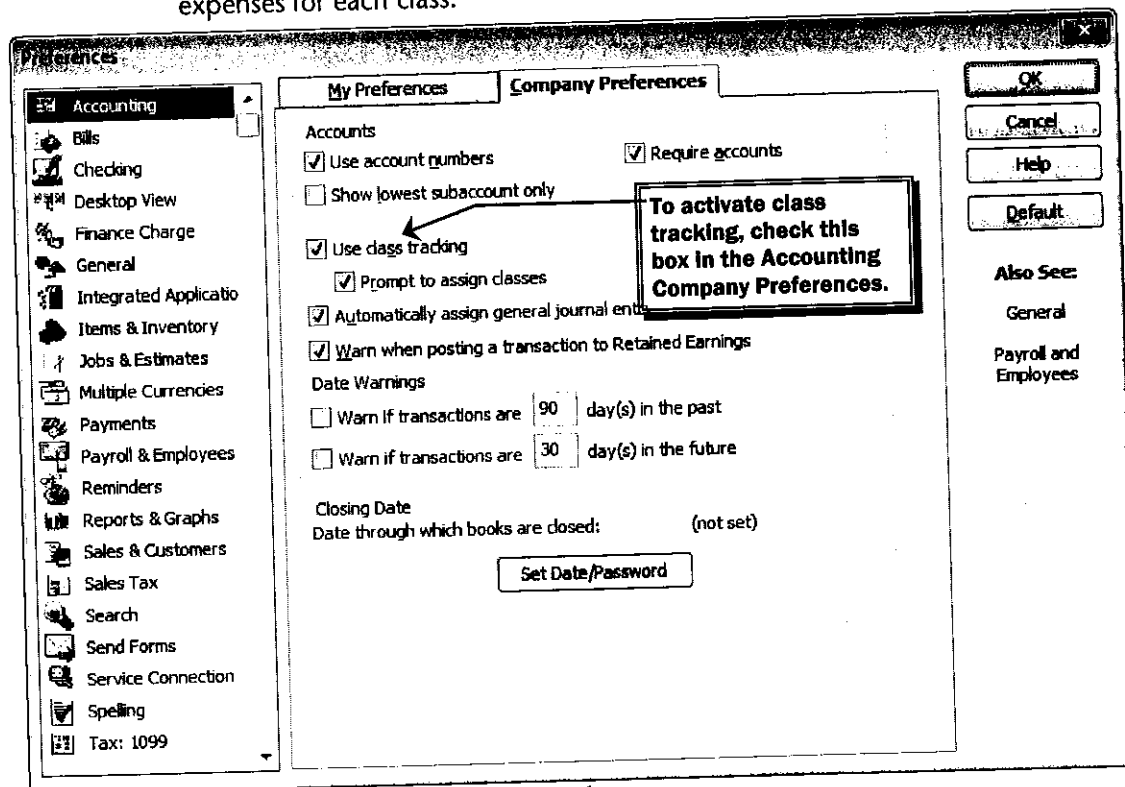 expenses for each class.
Preferences
Accounting
Bills
Checking
Desktop View
Finance Charge
General
Integrated Applicatio
Items & Inventory
Jobs & Estimates
Multiple Currencies
Payments
Payroll & Employees
Reminders
Reports & Graphs
Sales & Customers
Sales Tax
Search
Send Forms
Service Connection
Spelling
Tax: 1099
My Preferences
Company Preferences
Accounts
Use account numbers
Require accounts
Show lowest subaccount only
Use class tracking
Prompt to assign classes
Automatically assign general journal ent
Warn when posting a transaction to Retained Earnings
Date Warnings
Warn if transactions are 90 day(s) in the past
Warn if transactions are 30 day(s) in the future
Closing Date
Date through which books are closed: (not set)
Set Date/Password
To activate class
tracking, check this
box in the Accounting
Company Preferences.
OK
Cancel
Help
Default
Also See:
General
Payroll and
Employees